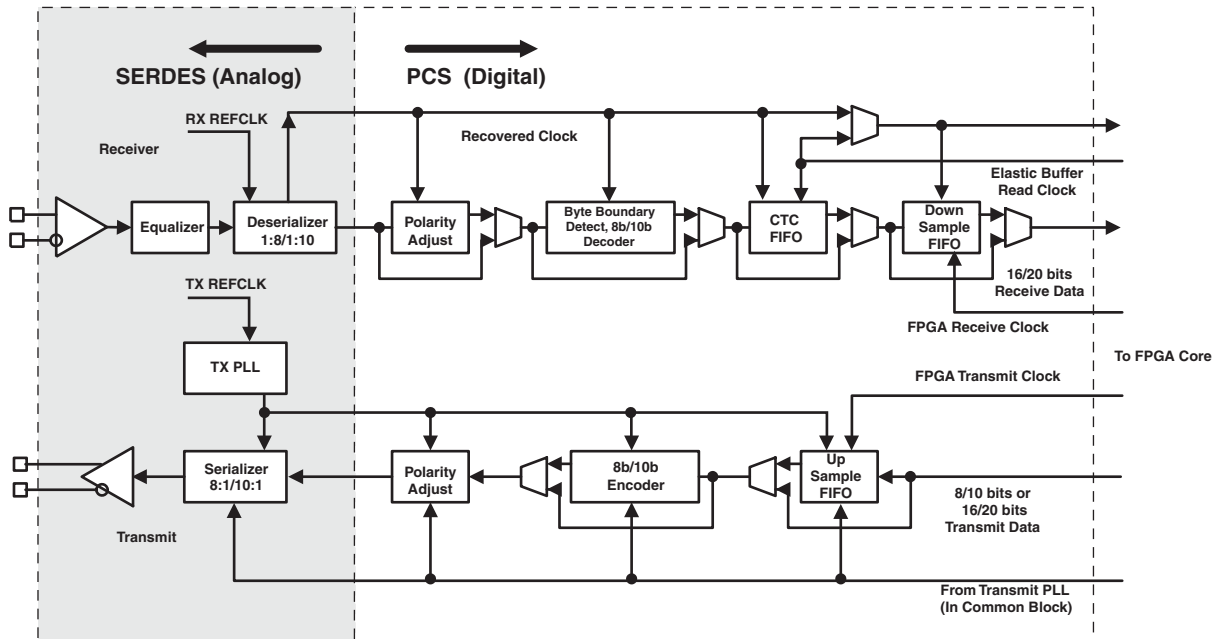 SERDES (Analog)
PCS (Digital)
RX REFCLK
Recovered Clock
Receiver
Elastic Buffer
Read Clock
Equalizer
Deserializer
1:8/1:10
Polarity
Adjust
Byte Boundary
Detect, 8b/10b
Decoder
CTC
FIFO
Down
Sample
FIFO
16/20 bits
Receive Data
TX REFCLK
FPGA Receive Clock
TX PLL
To FPGA Core
FPGA Transmit Clock
Serializer
8:1/10:1
Polarity
Adjust
8b/10b
Encoder
Up
Sample
FIFO
8/10 bits or
16/20 bits
Transmit Data
Transmit
From Transmit PLL
(In Common Block)